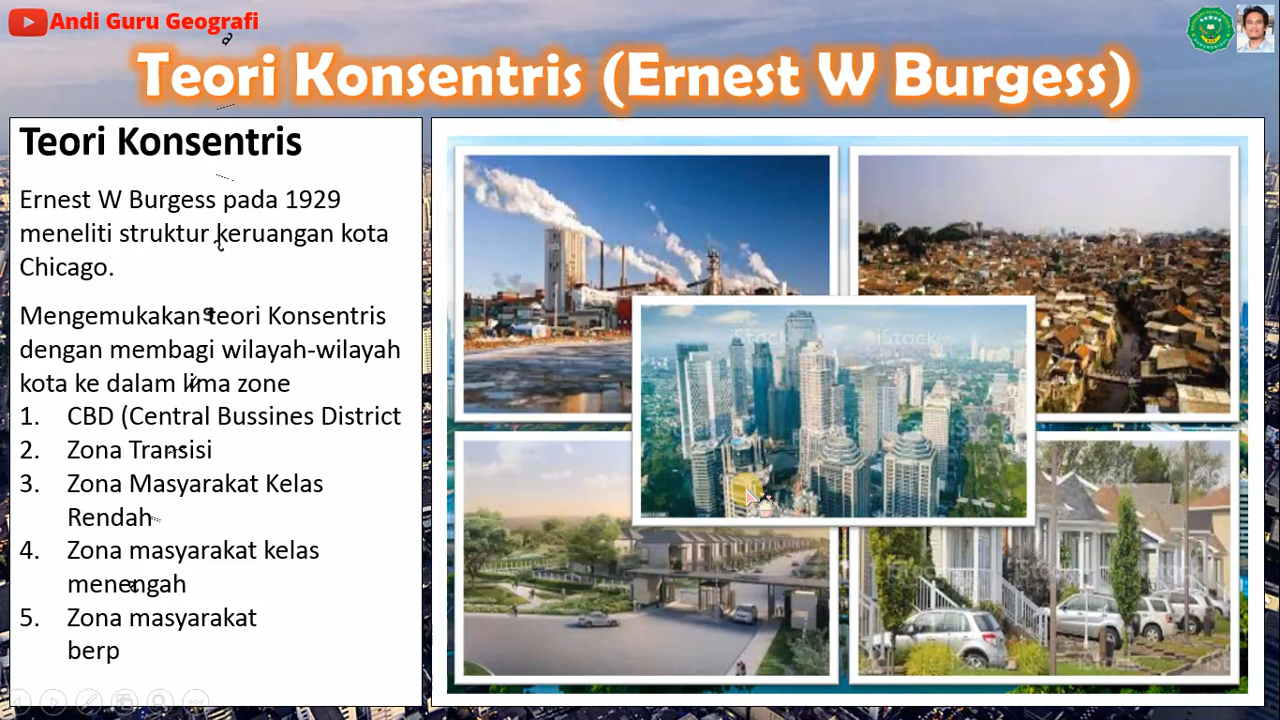 Andi Guru Geografi
Teori Konsentris (Ernest W Burgess)
Teori Konsentris
Ernest W Burgess pada 1929
meneliti struktur keruangan kota
Chicago.
Mengemukakan teori Konsentris
dengan membagi wilayah-wilayah
kota ke dalam lima zone
1. CBD (Central Bussines District
2. Zona Transisi
3. Zona Masyarakat Kelas
Rendah
4. Zona masyarakat kelas
menengah
5. Zona masyarakat
berp
iStock
iStock